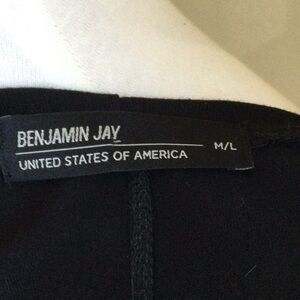 BENJAMIN JAY
M/L
UNITED STATES OF AMERICA